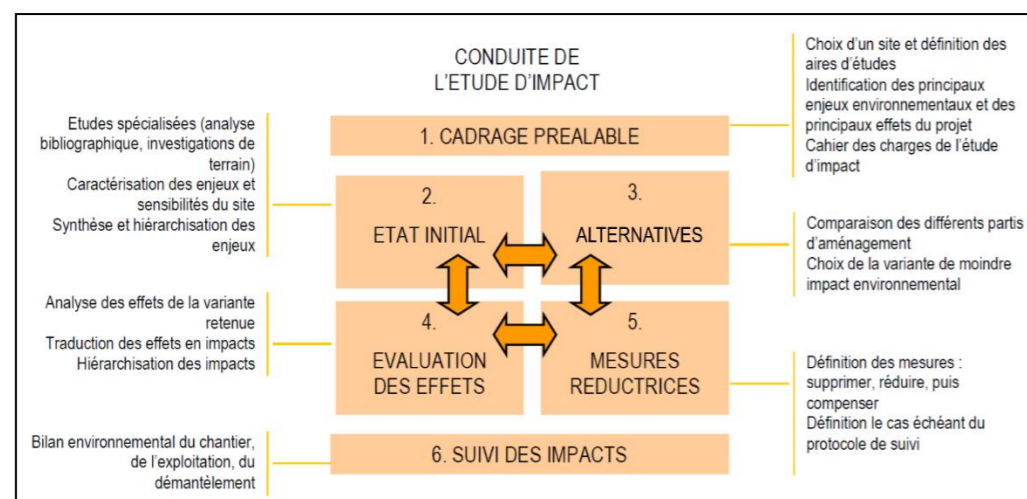 CONDUITE DE
L'ETUDE D'IMPACT
Choix d'un site et définition des
aires d'études
Identification des principaux
enjeux environnementaux et des
principaux effets du projet
Cahier des charges de l'étude
d'impact
1. CADRAGE PREALABLE
Etudes spécialisées (analyse
bibliographique, investigations de
terrain)
Caractérisation des enjeux et
sensibilités du site
Synthèse et hiérarchisation des
enjeux
2.
ETAT INITIAL
3.
ALTERNATIVES
Comparaison des différents partis
d'aménagement
Choix de la variante de moindre
impact environnemental
Analyse des effets de la variante
retenue
Traduction des effets en impacts
Hiérarchisation des impacts
4.
EVALUATION
DES EFFETS
5.
MESURES
REDUCTRICES
Définition des mesures :
supprimer, réduire, puis
compenser
Définition le cas échéant du
protocole de suivi
Bilan environnemental du chantier,
de l'exploitation, du
démantèlement
6. SUIVI DES IMPACTS